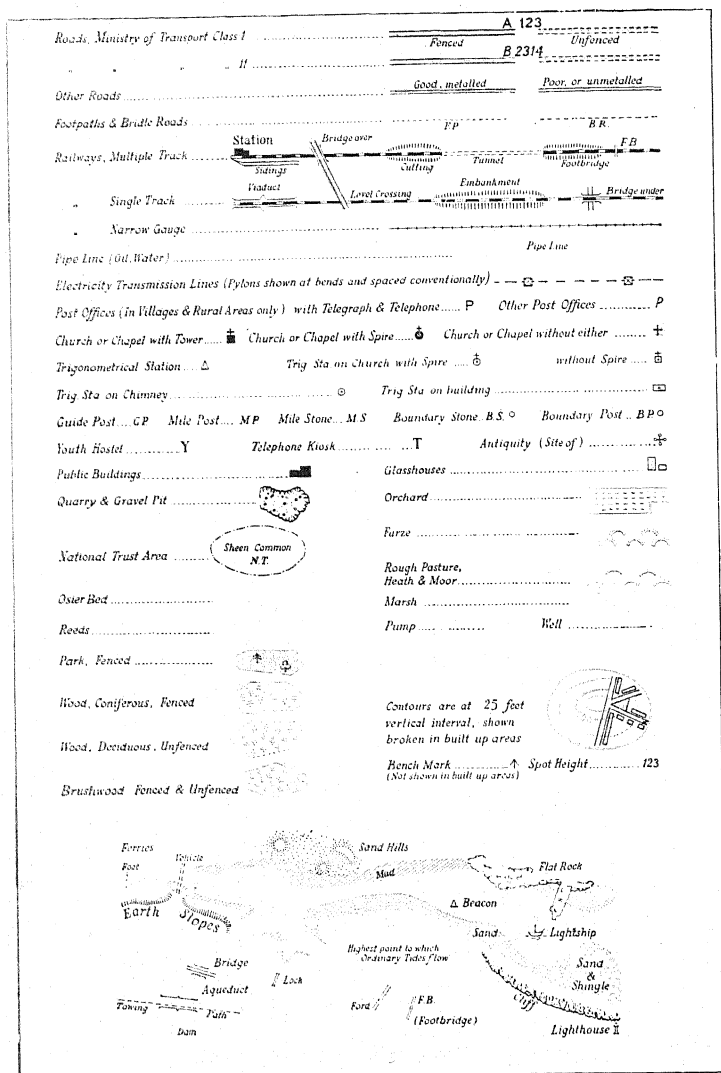 A 123
Roads, Ministry of Transport Class I
Fenced Unfenced
B 2314
" " " " II
Good, metalled Poor, or unmetalled
Other Roads
Footpaths & Bridle Roads F.P. B.R.
Station Bridge over F.B
Railways, Multiple Track
Sidings Cutting Tunnel Footbridge
Viaduct Level Crossing Embankment Bridge under
" Single Track
" Narrow Gauge
Pipe Line
Pipe Line (Oil, Water)
Electricity Transmission Lines (Pylons shown at bends and spaced conventionally)
Post Offices (In Villages & Rural Areas only) with Telegraph & Telephone P Other Post Offices P
Church or Chapel with Tower Church or Chapel with Spire Church or Chapel without either
Trigonometrical Station Trig Sta on Church with Spire without Spire
Trig Sta on Chimney Trig Sta on building
Guide Post GP Mile Post MP Mile Stone M.S Boundary Stone B.S. Boundary Post BP
Youth Hostel Y Telephone Kiosk T Antiquity (Site of)
Public Buildings Glasshouses
Quarry & Gravel Pit Orchard
Furze
National Trust Area Sheen Common
N.T.
Rough Pasture,
Heath & Moor
Osier Bed Marsh
Reeds Pump Well
Park, Fenced
Wood, Coniferous, Fenced
Contours are at 25 feet
vertical interval, shown
broken in built up areas
Wood, Deciduous, Unfenced
Bench Mark Spot Height 123
(Not shown in built up areas)
Brushwood Fenced & Unfenced
Ferries Sand Hills
Foot Vehicle
Mud Flat Rock
Earth Slopes
Beacon
Sand Lightship
Highest point to which
Ordinary Tides flow
Bridge
Sand
&
Shingle
Aqueduct Lock
Cliff
Towing Path Ford F.B.
(Footbridge)
Dam Lighthouse